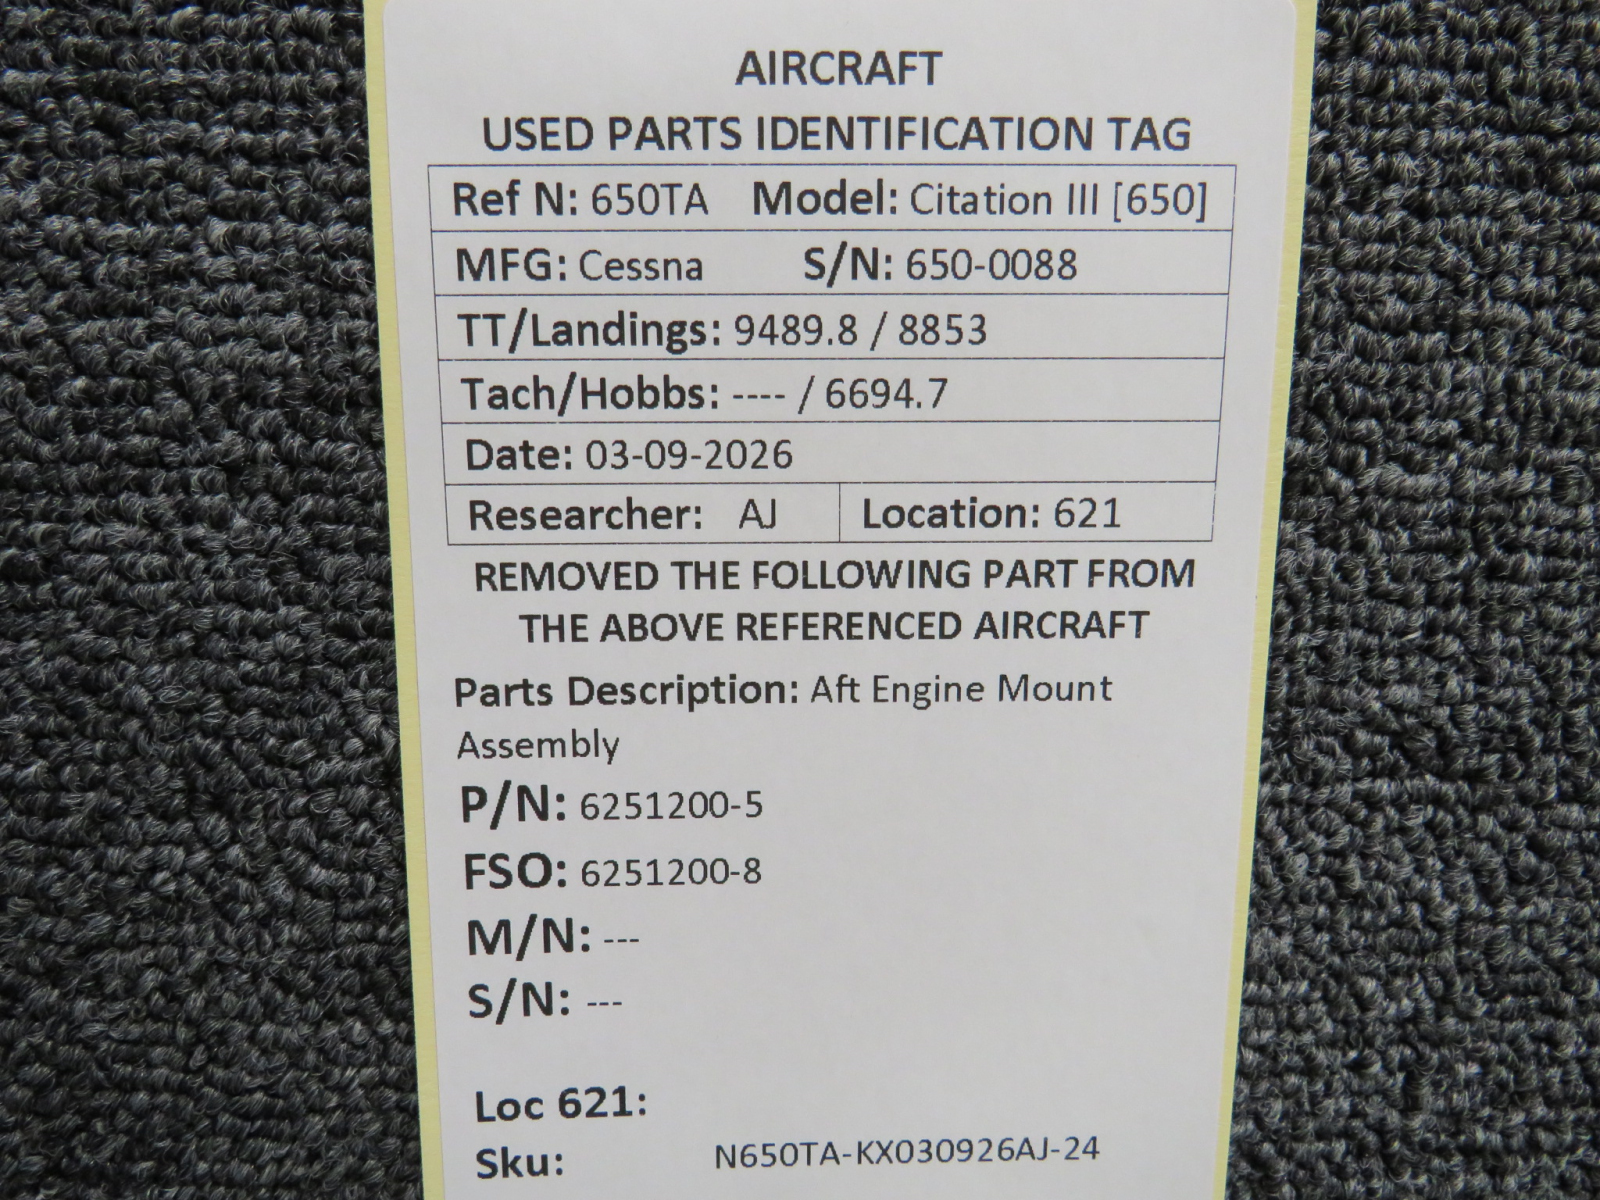 AIRCRAFT
USED PARTS IDENTIFICATION TAG
Ref N: 650TA Model: Citation III [650]
MFG: Cessna S/N: 650-0088
TT/Landings: 9489.8 / 8853
Tach/Hobbs: ---- / 6694.7
Date: 03-09-2026
Researcher: AJ Location: 621
REMOVED THE FOLLOWING PART FROM
THE ABOVE REFERENCED AIRCRAFT
Parts Description: Aft Engine Mount
Assembly
P/N: 6251200-5
FSO: 6251200-8
M/N: ---
S/N: ---
Loc 621:
Sku: N650TA-KX030926AJ-24